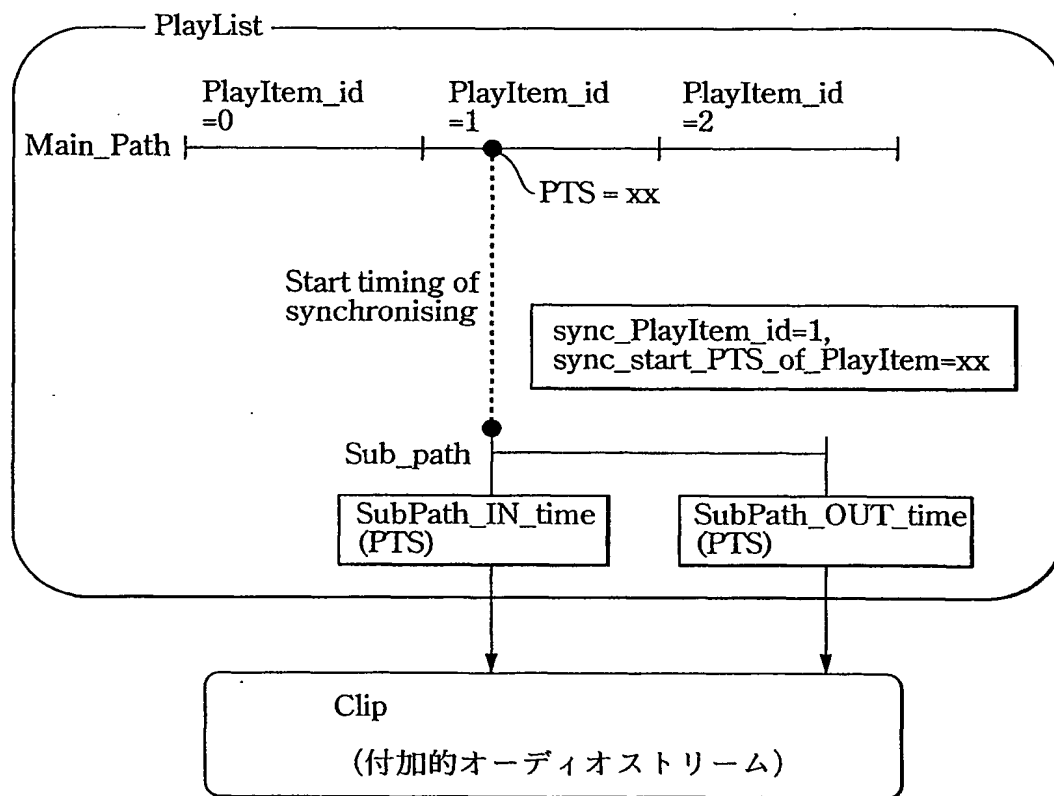 PlayList
PlayItem_id
=0
PlayItem_id
=1
PlayItem_id
=2
Main_Path
PTS = xx
Start timing of
synchronising
sync_PlayItem_id=1,
sync_start_PTS_of_PlayItem=xx
Sub_path
SubPath_IN_time
(PTS)
SubPath_OUT_time
(PTS)
Clip
(付加的オーディオストリーム)